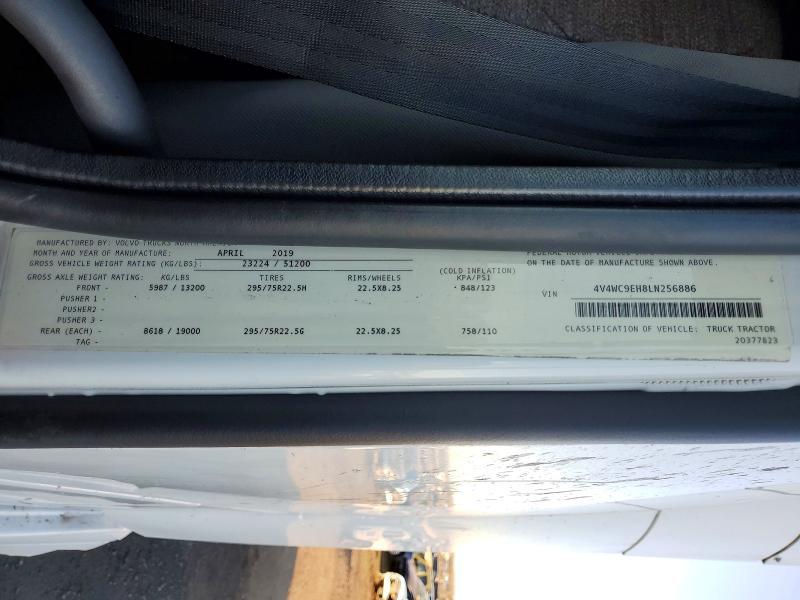 MANUFACTURED BY: VOLVO TRUCKS NORTH
MONTH AND YEAR OF MANUFACTURE: APRIL 2019
GROSS VEHICLE WEIGHT RATING (KG/LBS): 23224 / 51200
GROSS AXLE WEIGHT RATING: KG/LBS TIRES RIMS/WHEELS (COLD INFLATION) KPA/PSI
FRONT - 5987 / 13200 295/75R22.5H 22.5X8.25 848/123
PUSHER 1 -
PUSHER2 -
PUSHER 3 -
REAR (EACH) - 8618 / 19000 295/75R22.5G 22.5X8.25 758/110
TAG -
FEDERAL MOTOR VEHICLE
ON THE DATE OF MANUFACTURE SHOWN ABOVE.
VIN 4V4WC9EH8LN256886
CLASSIFICATION OF VEHICLE: TRUCK TRACTOR
20377823